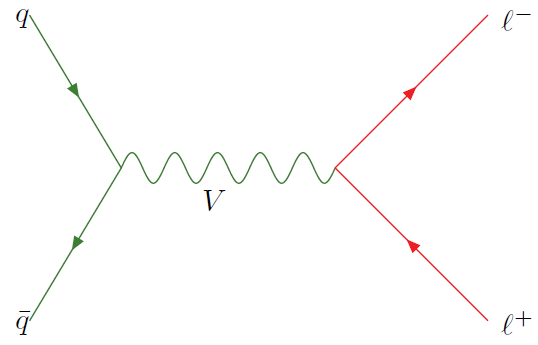 q ℓ⁻
V
q̄ ℓ⁺